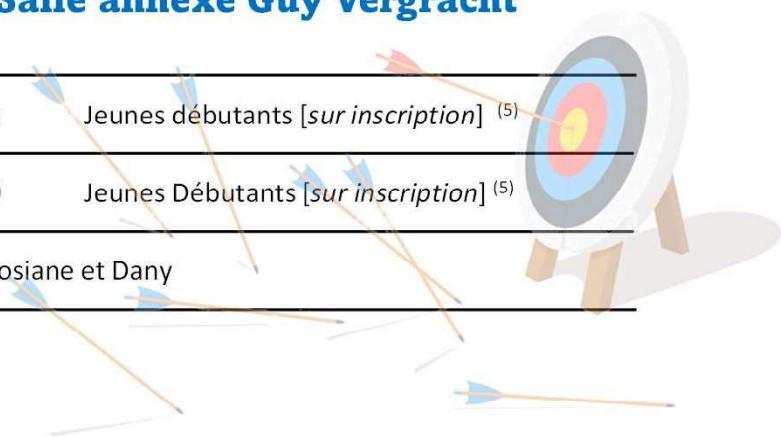 Salle annexe Guy Vergracht
Jeunes débutants [sur inscription] (5)
Jeunes Débutants [sur inscription] (5)
osiane et Dany